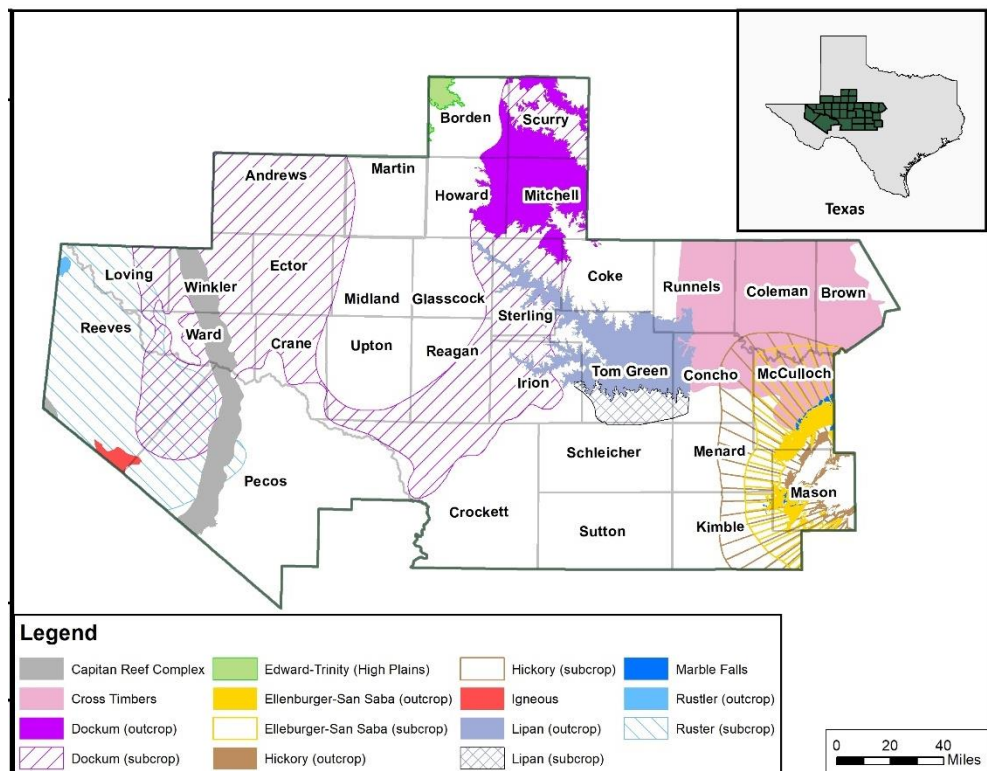 Texas
Borden
Scurry
Andrews
Martin
Howard
Mitchell
Loving
Winkler
Ector
Midland
Glasscock
Sterling
Coke
Runnels
Coleman
Brown
Reeves
Ward
Crane
Upton
Reagan
Irion
Tom Green
Concho
McCulloch
Pecos
Crockett
Schleicher
Menard
Mason
Sutton
Kimble
Legend
Capitan Reef Complex
Cross Timbers
Dockum (outcrop)
Dockum (subcrop)
Edward-Trinity (High Plains)
Ellenburger-San Saba (outcrop)
Elleburger-San Saba (subcrop)
Hickory (outcrop)
Hickory (subcrop)
Igneous
Lipan (outcrop)
Lipan (subcrop)
Marble Falls
Rustler (outcrop)
Ruster (subcrop)
0 10 20 40
Miles